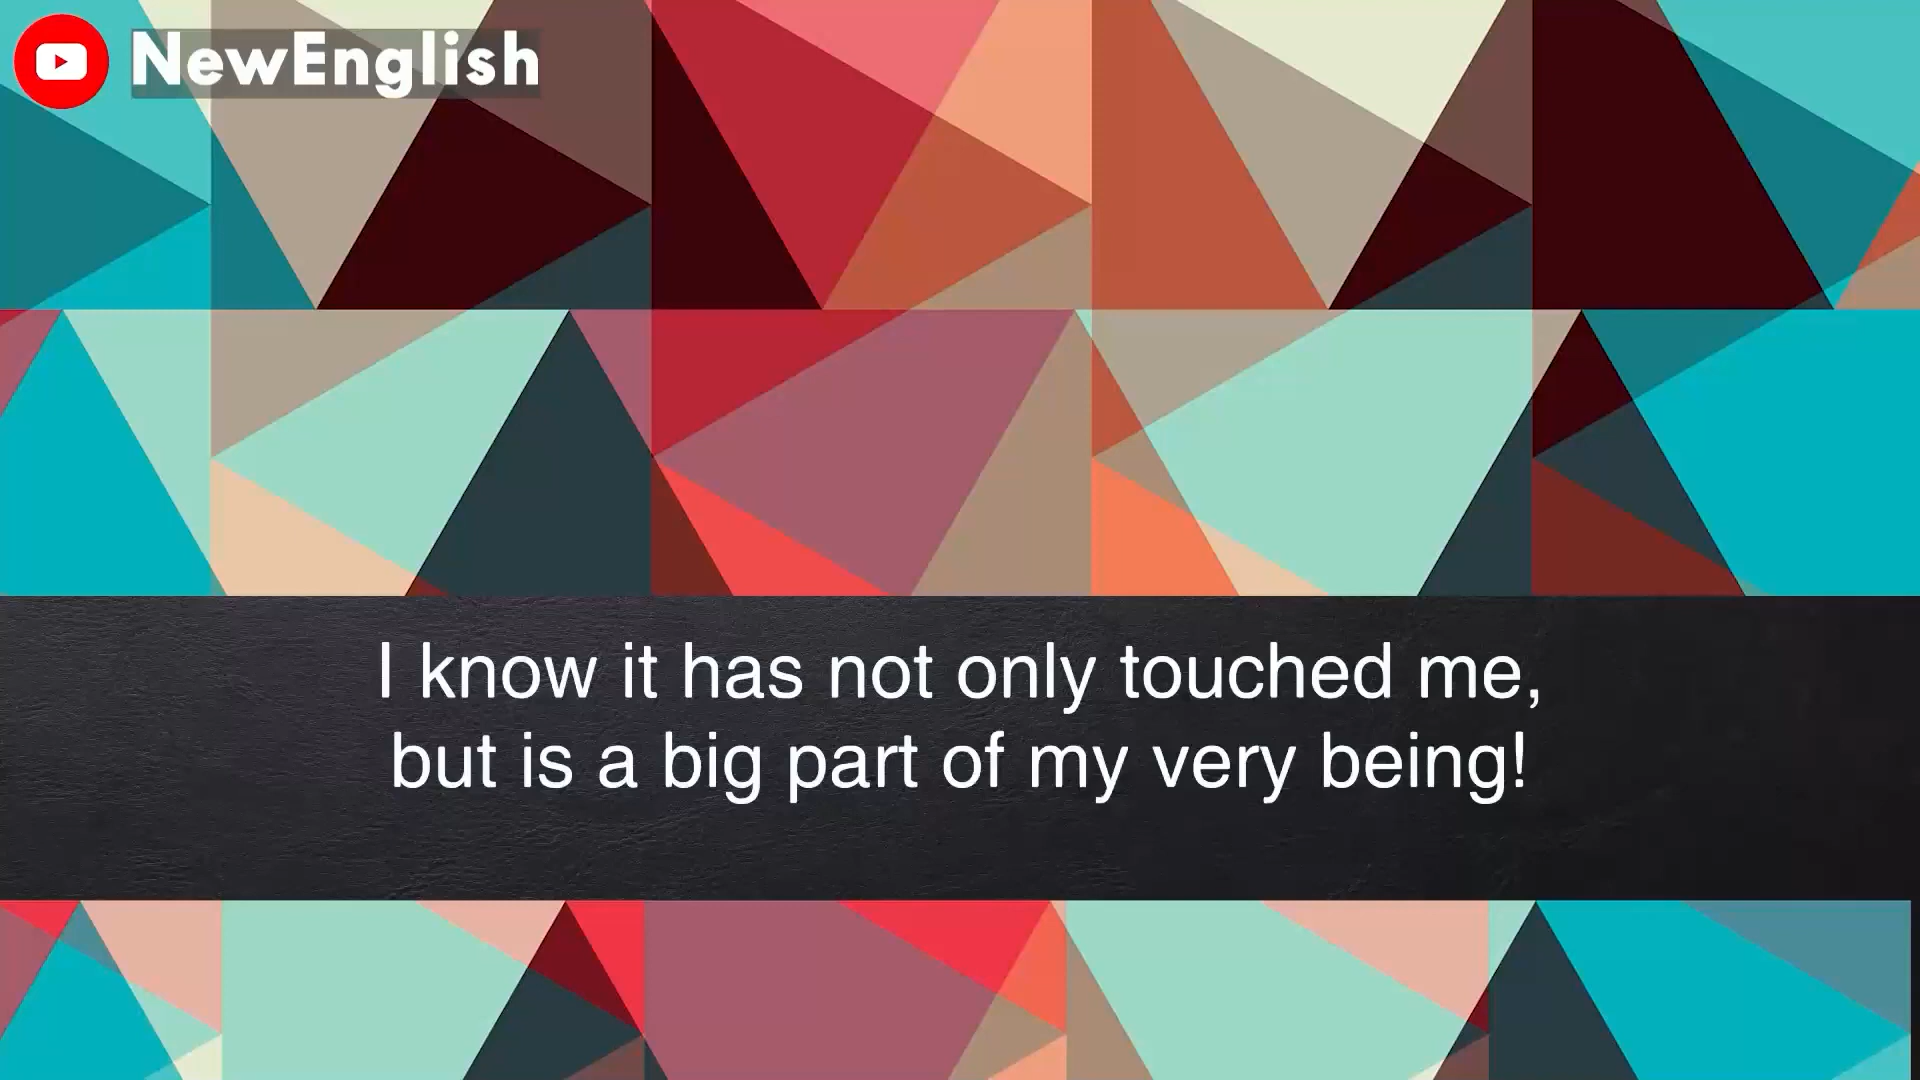 NewEnglish
I know it has not only touched me,
but is a big part of my very being!